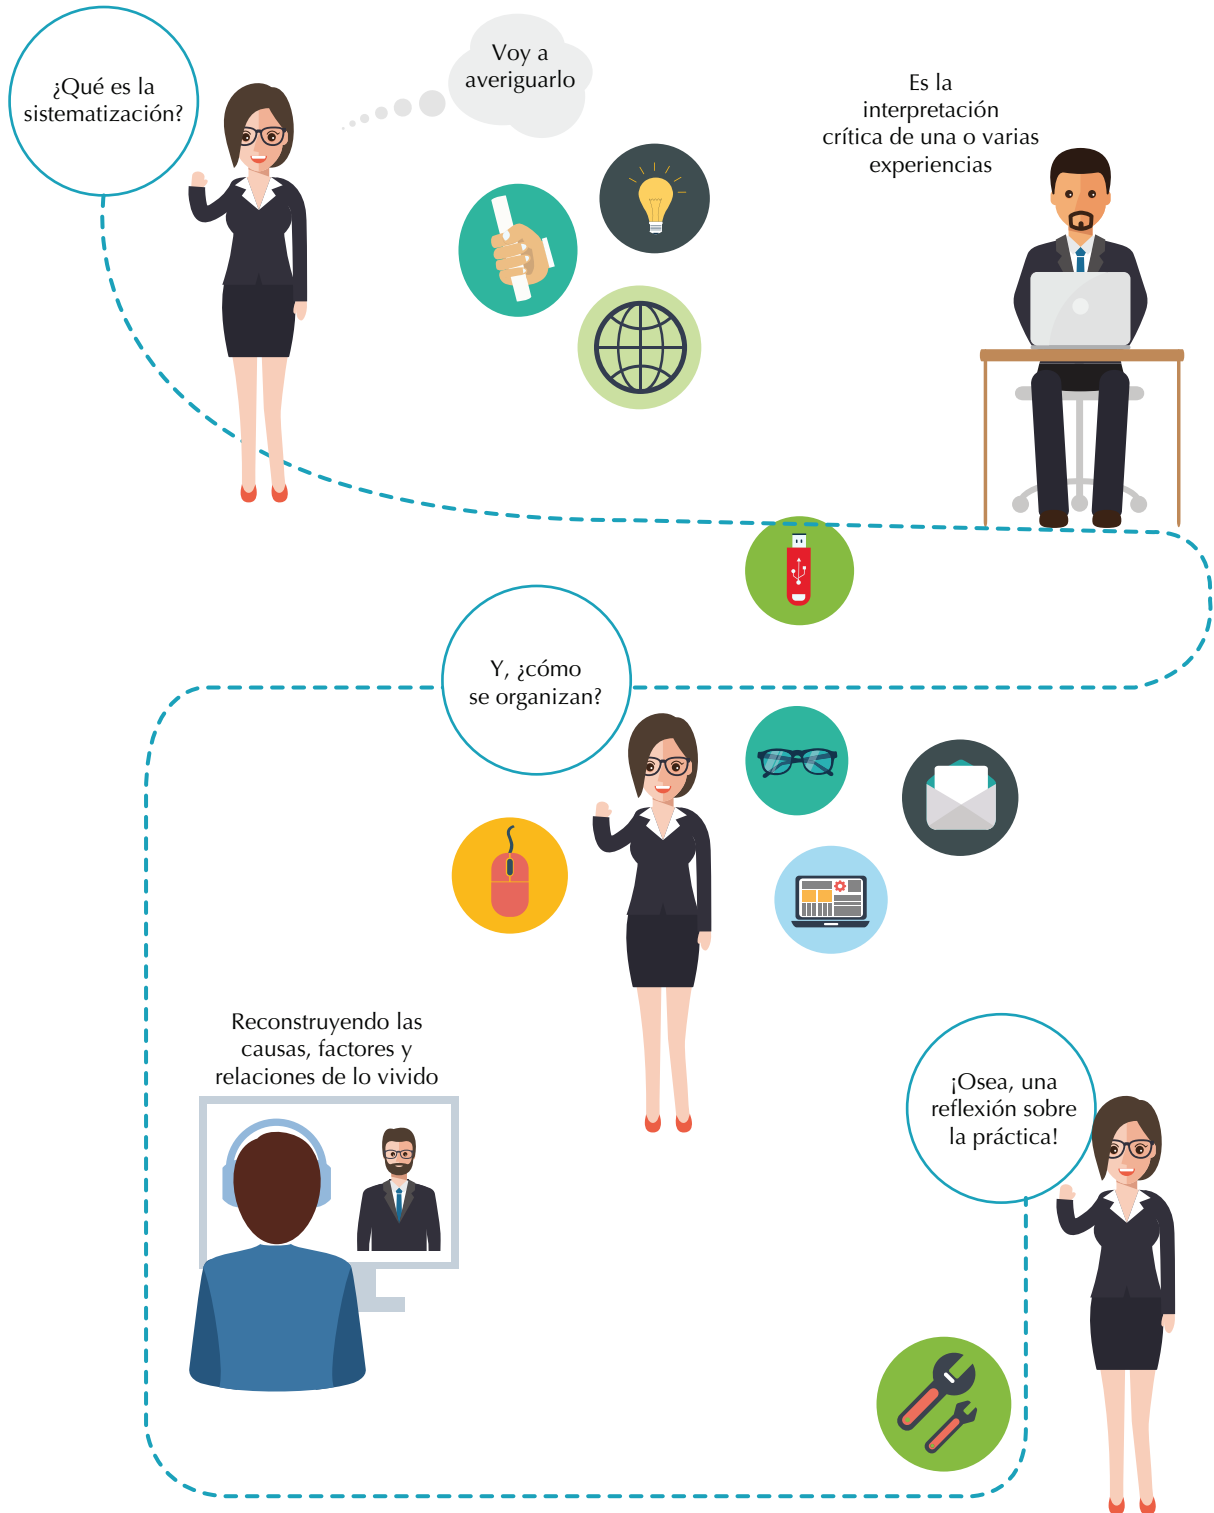 ¿Qué es la
sistematización?
Voy a
averiguarlo
Es la
interpretación
crítica de una o varias
experiencias
Y, ¿cómo
se organizan?
Reconstruyendo las
causas, factores y
relaciones de lo vivido
¡Osea, una
reflexión sobre
la práctica!